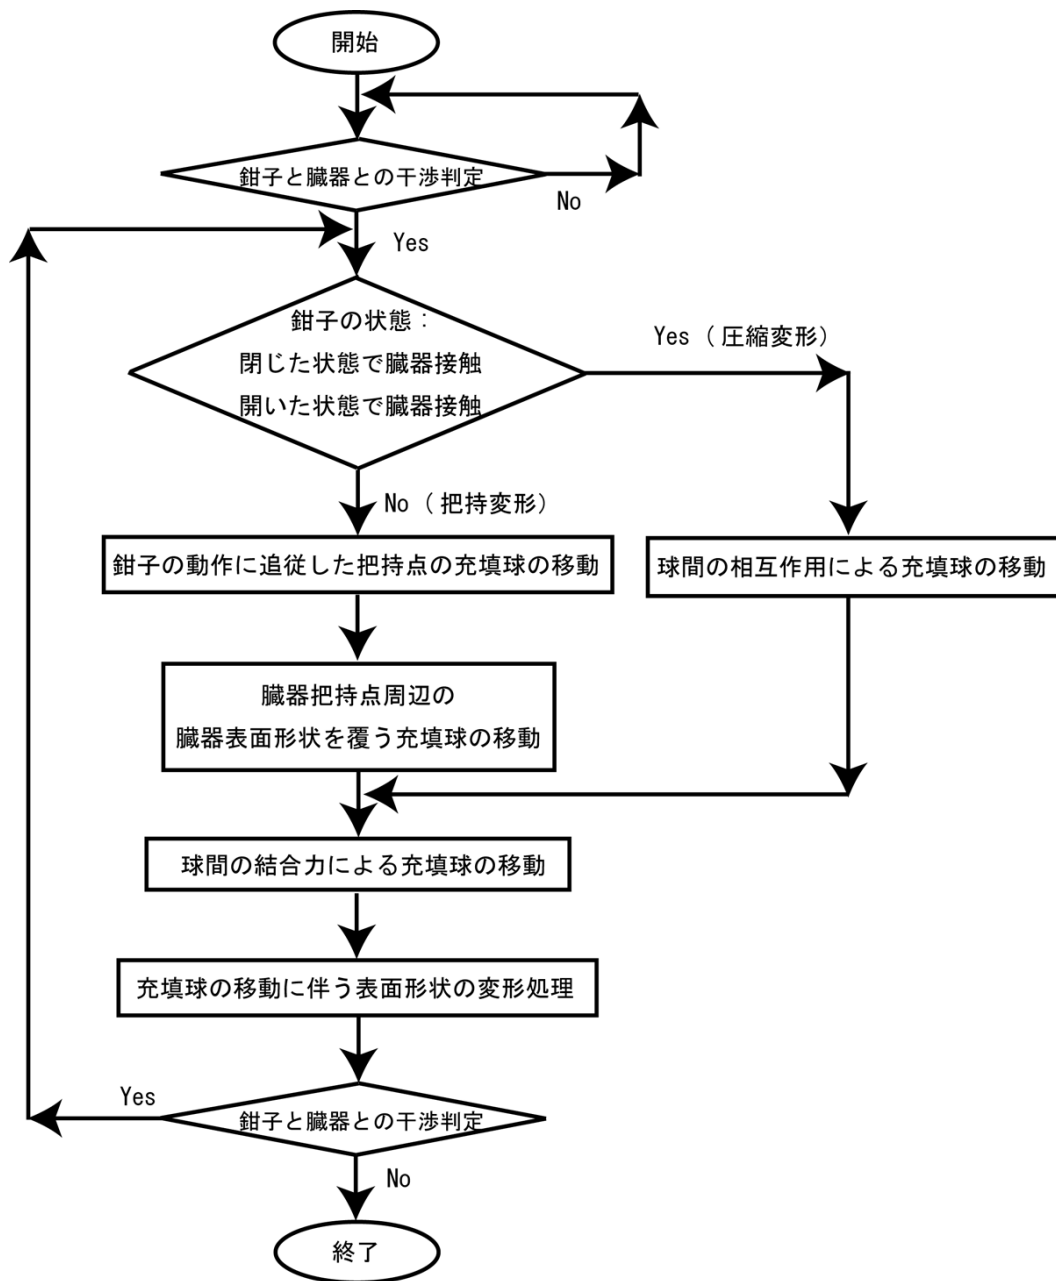 開始
鉗子と臓器との干渉判定
No
Yes
鉗子の状態：
閉じた状態で臓器接触
開いた状態で臓器接触
Yes（圧縮変形）
No（把持変形）
鉗子の動作に追従した把持点の充填球の移動
球間の相互作用による充填球の移動
臓器把持点周辺の
臓器表面形状を覆う充填球の移動
球間の結合力による充填球の移動
充填球の移動に伴う表面形状の変形処理
Yes
鉗子と臓器との干渉判定
No
終了